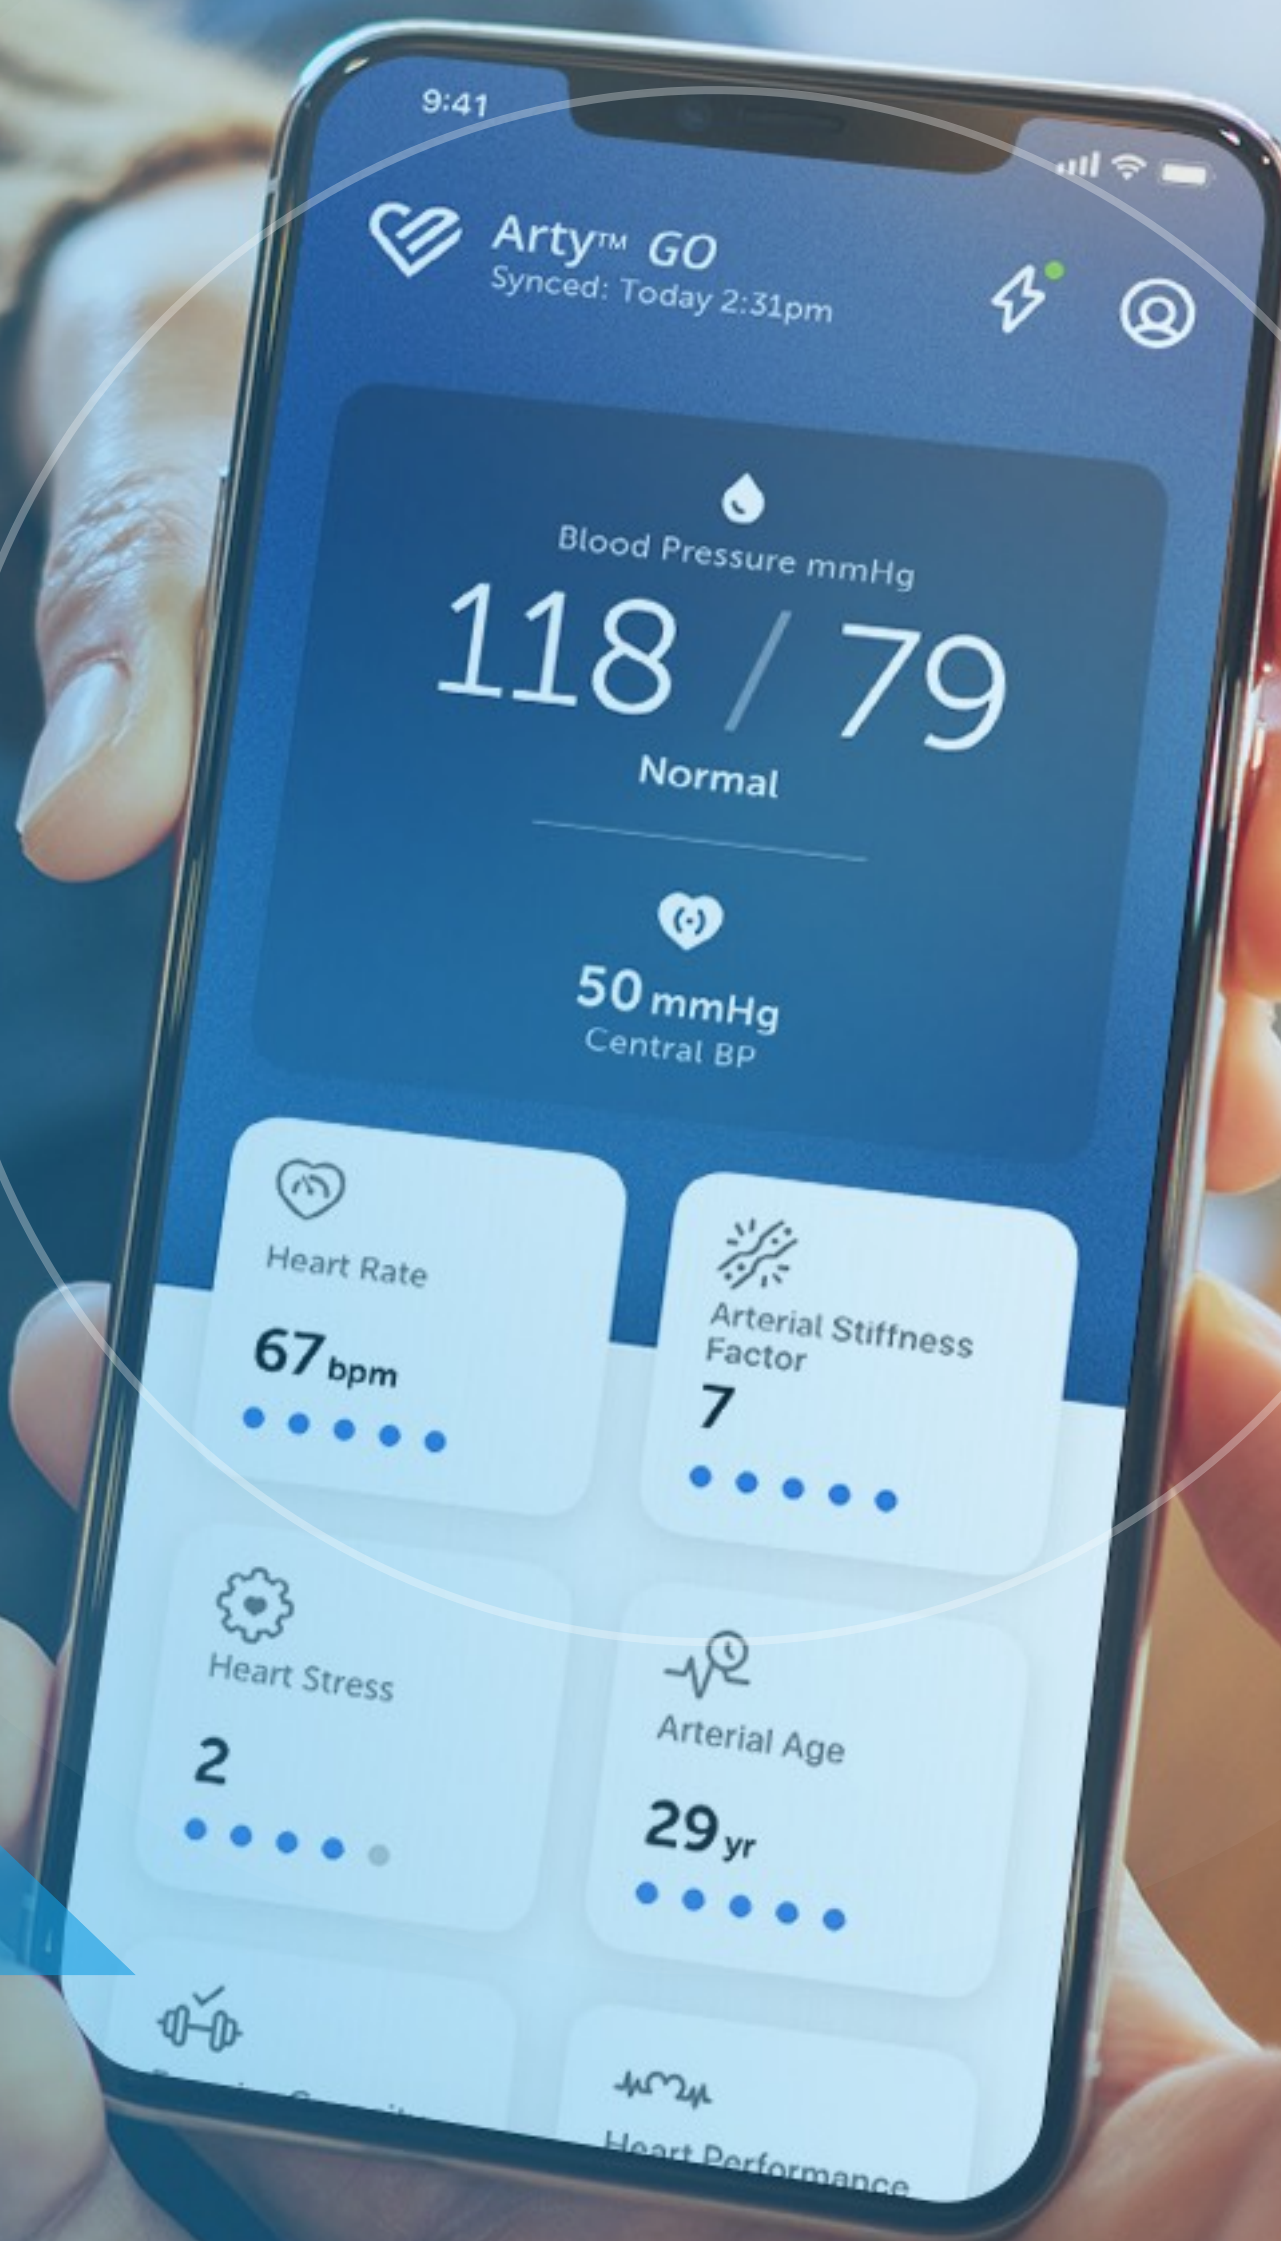 9:41
Arty™ GO
Synced: Today 2:31pm
Blood Pressure mmHg
118 / 79
Normal
50 mmHg
Central BP
Heart Rate
67 bpm
Arterial Stiffness
Factor
7
Heart Stress
2
Arterial Age
29 yr
Heart Performance